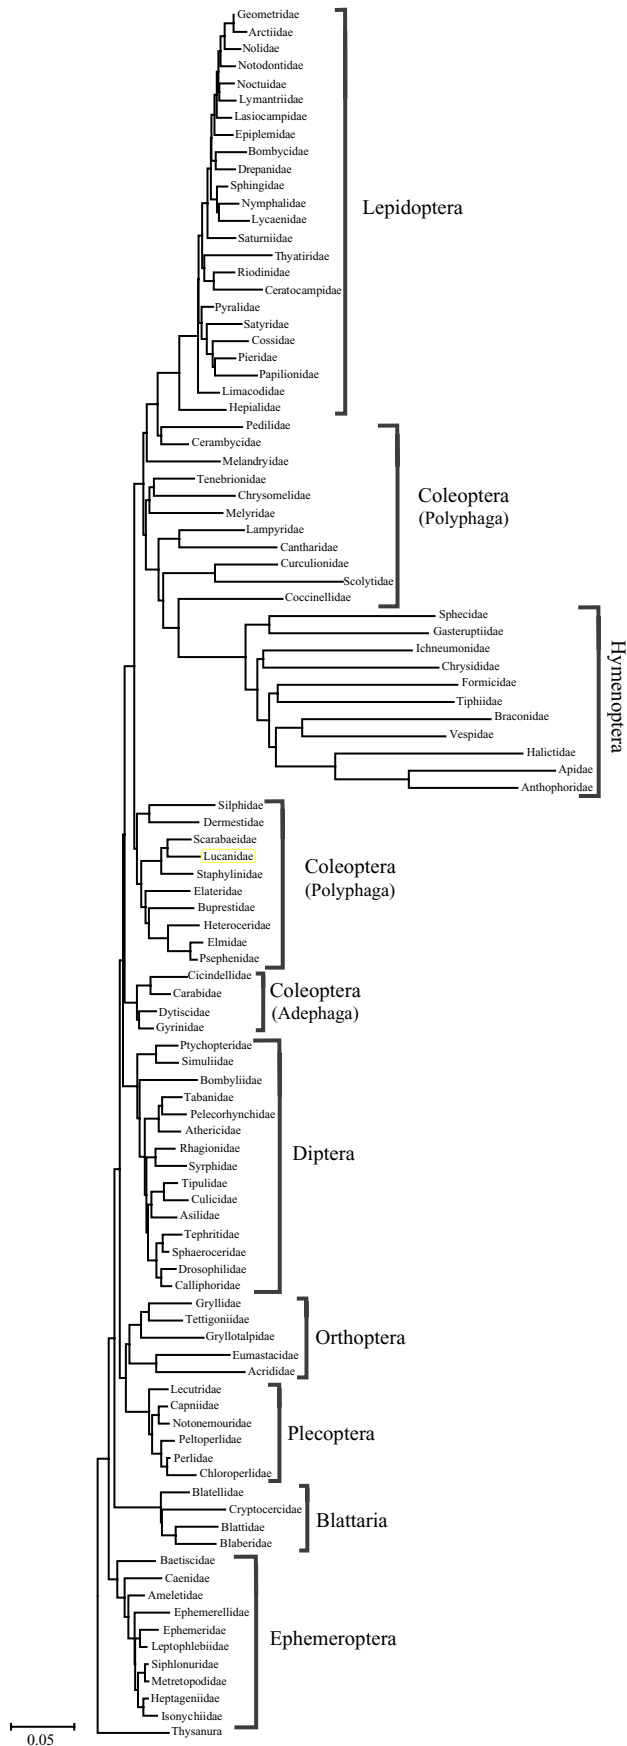 Geometridae
Arctiidae
Nolidae
Notodontidae
Noctuidae
Lymantriidae
Lasiocampidae
Epiplemidae
Bombycidae
Drepanidae
Sphingidae
Nymphalidae
Lycaenidae
Saturniidae
Thyatiridae
Riodinidae
Ceratocampidae
Pyralidae
Satyridae
Cossidae
Pieridae
Papilionidae
Limacodidae
Hepialidae
Lepidoptera
Pedilidae
Cerambycidae
Melandryidae
Tenebrionidae
Chrysomelidae
Melyridae
Lampyridae
Cantharidae
Curculionidae
Scolytidae
Coccinellidae
Coleoptera
(Polyphaga)
Sphecidae
Gasteruptiidae
Ichneumonidae
Chrysididae
Formicidae
Tiphiidae
Braconidae
Vespidae
Halictidae
Apidae
Anthophoridae
Hymenoptera
Silphidae
Dermestidae
Scarabaeidae
Lucanidae
Staphylinidae
Elateridae
Buprestidae
Heteroceridae
Elmidae
Psephenidae
Coleoptera
(Polyphaga)
Cicindellidae
Carabidae
Dytiscidae
Gyrinidae
Coleoptera
(Adephaga)
Ptychopteridae
Simuliidae
Bombyliidae
Tabanidae
Pelecorhynchidae
Athericidae
Rhagionidae
Syrphidae
Tipulidae
Culicidae
Asilidae
Tephritidae
Sphaeroceridae
Drosophilidae
Calliphoridae
Diptera
Gryllidae
Tettigoniidae
Gryllotalpidae
Eumastacidae
Acrididae
Orthoptera
Lecutridae
Capniidae
Notonemouridae
Peltoperlidae
Perlidae
Chloroperlidae
Plecoptera
Blatellidae
Cryptocercidae
Blattidae
Blaberidae
Blattaria
Baetiscidae
Caenidae
Ameletidae
Ephemerellidae
Ephemeridae
Leptophlebiidae
Siphlonuridae
Metretopodidae
Heptageniidae
Isonychiidae
Ephemeroptera
Thysanura
0.05